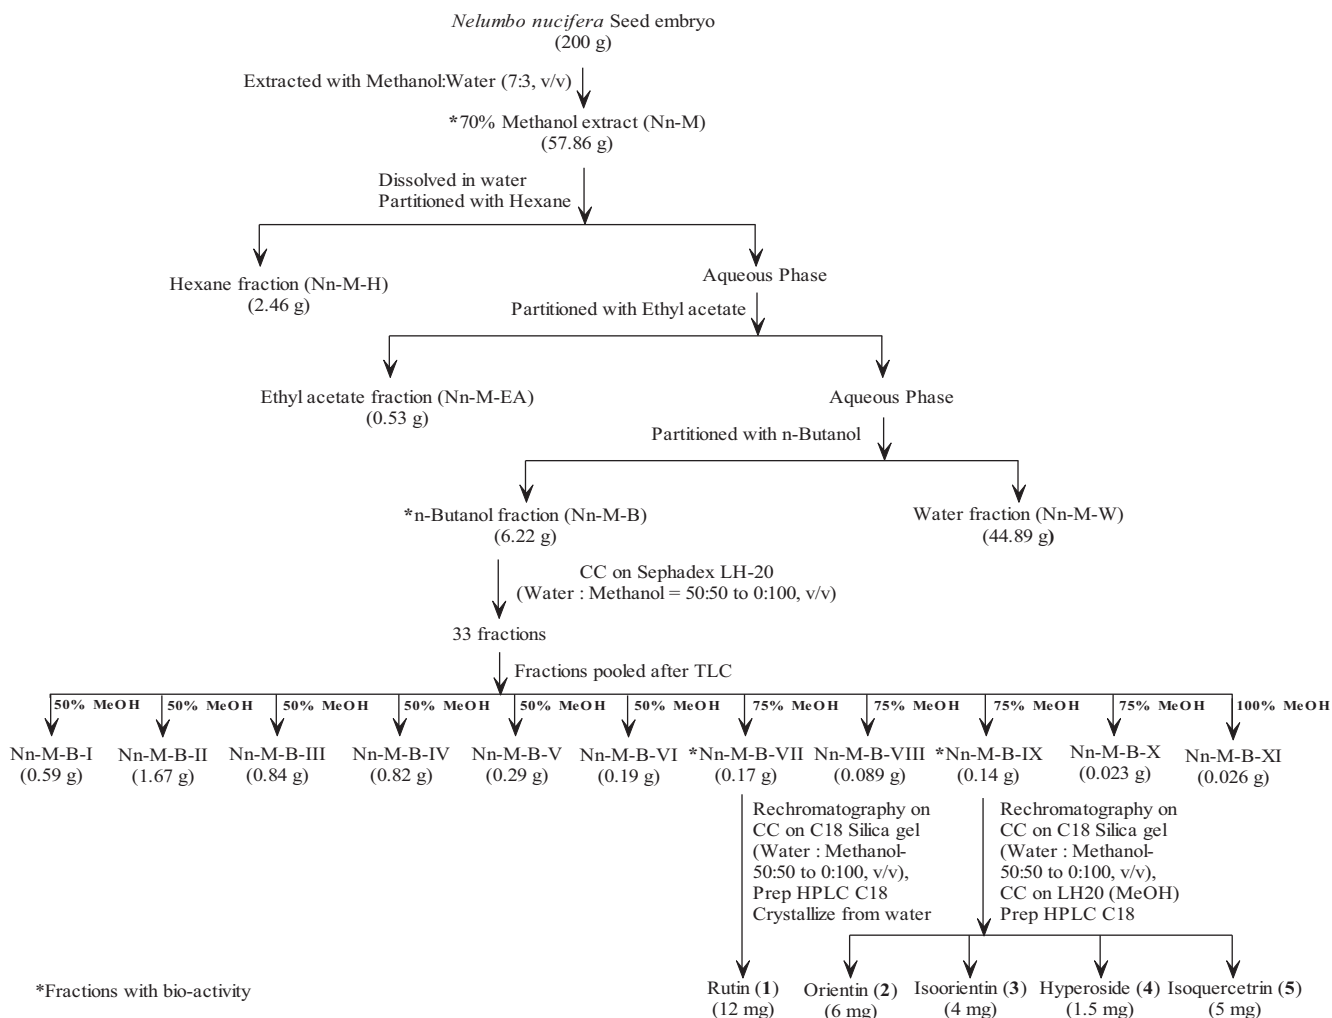 Nelumbo nucifera Seed embryo
(200 g)
Extracted with Methanol:Water (7:3, v/v)
*70% Methanol extract (Nn-M)
(57.86 g)
Dissolved in water
Partitioned with Hexane
Hexane fraction (Nn-M-H)
(2.46 g)
Aqueous Phase
Partitioned with Ethyl acetate
Ethyl acetate fraction (Nn-M-EA)
(0.53 g)
Aqueous Phase
Partitioned with n-Butanol
*n-Butanol fraction (Nn-M-B)
(6.22 g)
Water fraction (Nn-M-W)
(44.89 g)
CC on Sephadex LH-20
(Water : Methanol = 50:50 to 0:100, v/v)
33 fractions
Fractions pooled after TLC
50% MeOH 50% MeOH 50% MeOH 50% MeOH 50% MeOH 50% MeOH 75% MeOH 75% MeOH 75% MeOH 75% MeOH 100% MeOH
Nn-M-B-I Nn-M-B-II Nn-M-B-III Nn-M-B-IV Nn-M-B-V Nn-M-B-VI *Nn-M-B-VII Nn-M-B-VIII *Nn-M-B-IX Nn-M-B-X Nn-M-B-XI
(0.59 g) (1.67 g) (0.84 g) (0.82 g) (0.29 g) (0.19 g) (0.17 g) (0.089 g) (0.14 g) (0.023 g) (0.026 g)
Rechromatography on
CC on C18 Silica gel
(Water : Methanol-
50:50 to 0:100, v/v),
Prep HPLC C18
Crystallize from water
Rechromatography on
CC on C18 Silica gel
(Water : Methanol-
50:50 to 0:100, v/v),
CC on LH20 (MeOH)
Prep HPLC C18
*Fractions with bio-activity
Rutin (1) Orientin (2) Isoorientin (3) Hyperoside (4) Isoquercetrin (5)
(12 mg) (6 mg) (4 mg) (1.5 mg) (5 mg)